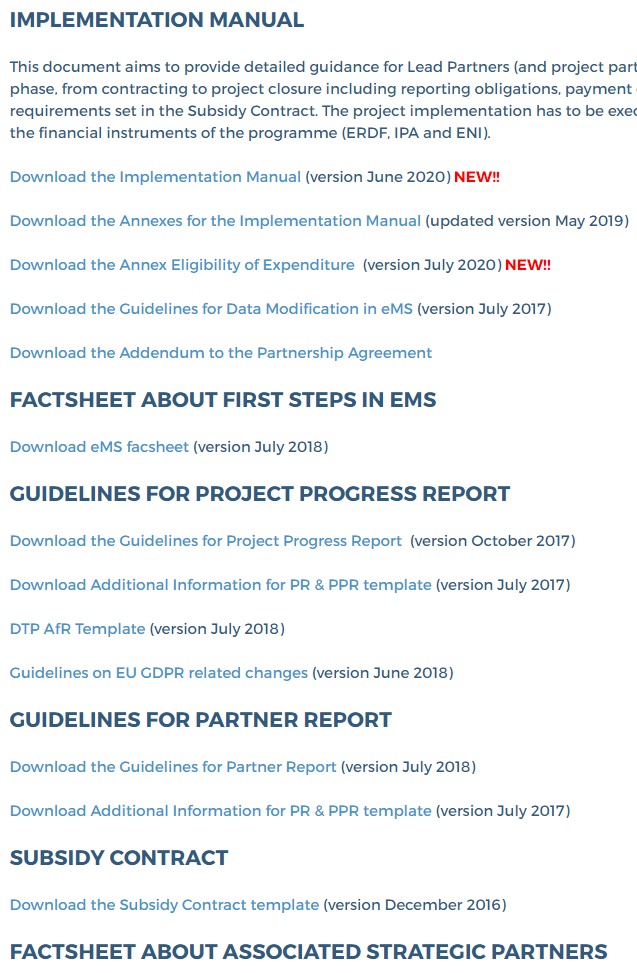 IMPLEMENTATION MANUAL
This document aims to provide detailed guidance for Lead Partners (and project part
phase, from contracting to project closure including reporting obligations, payment
requirements set in the Subsidy Contract. The project implementation has to be exec
the financial instruments of the programme (ERDF, IPA and ENI).
Download the Implementation Manual (version June 2020) NEW!!
Download the Annexes for the Implementation Manual (updated version May 2019)
Download the Annex Eligibility of Expenditure (version July 2020) NEW!!
Download the Guidelines for Data Modification in eMS (version July 2017)
Download the Addendum to the Partnership Agreement
FACTSHEET ABOUT FIRST STEPS IN EMS
Download eMS facsheet (version July 2018)
GUIDELINES FOR PROJECT PROGRESS REPORT
Download the Guidelines for Project Progress Report (version October 2017)
Download Additional Information for PR & PPR template (version July 2017)
DTP AfR Template (version July 2018)
Guidelines on EU GDPR related changes (version June 2018)
GUIDELINES FOR PARTNER REPORT
Download the Guidelines for Partner Report (version July 2018)
Download Additional Information for PR & PPR template (version July 2017)
SUBSIDY CONTRACT
Download the Subsidy Contract template (version December 2016)
FACTSHEET ABOUT ASSOCIATED STRATEGIC PARTNERS